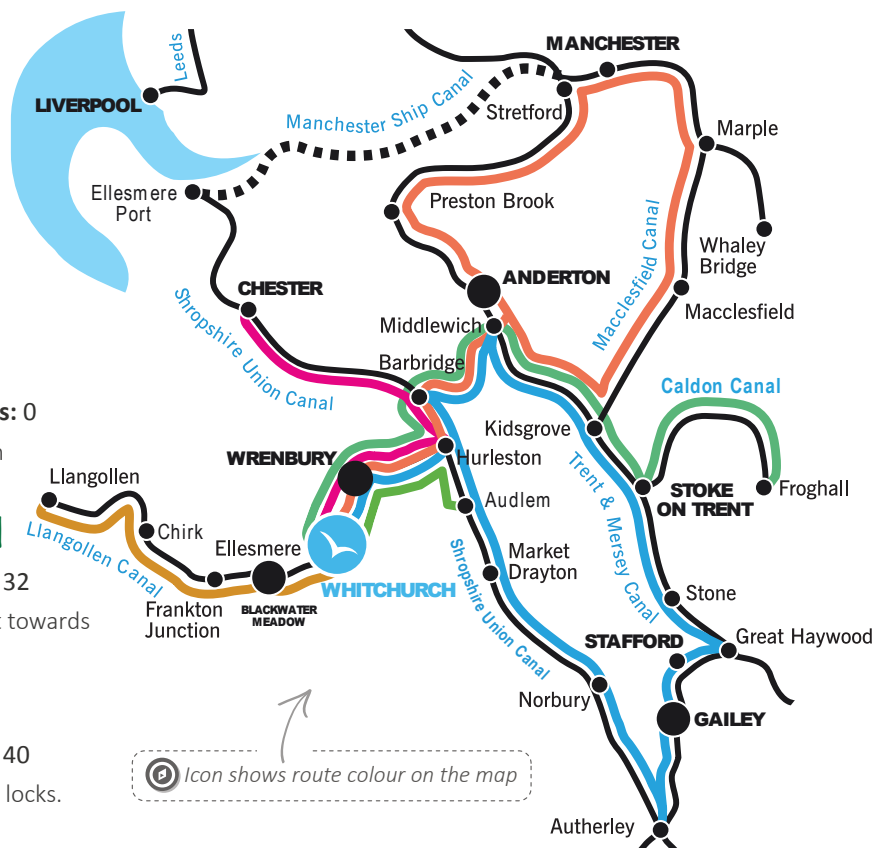 MANCHESTER
Leeds
LIVERPOOL
Manchester Ship Canal
Stretford
Marple
Ellesmere
Port
Preston Brook
Whaley
Bridge
Macclesfield Canal
ANDERTON
CHESTER
Macclesfield
Middlewich
Shropshire Union Canal
Barbridge
Caldon Canal
s: 0
Kidsgrove
WRENBURY
Hurleston
Llangollen
STOKE
ON TRENT
Froghall
Audlem
Trent & Mersey Canal
Chirk
Llangollen Canal
Ellesmere
Market
Drayton
WHITCHURCH
32
Stone
Shropshire Union Canal
Frankton
Junction
BLACKWATER
MEADOW
towards
STAFFORD
Great Haywood
Norbury
GAILEY
40
Icon shows route colour on the map
locks.
Autherley